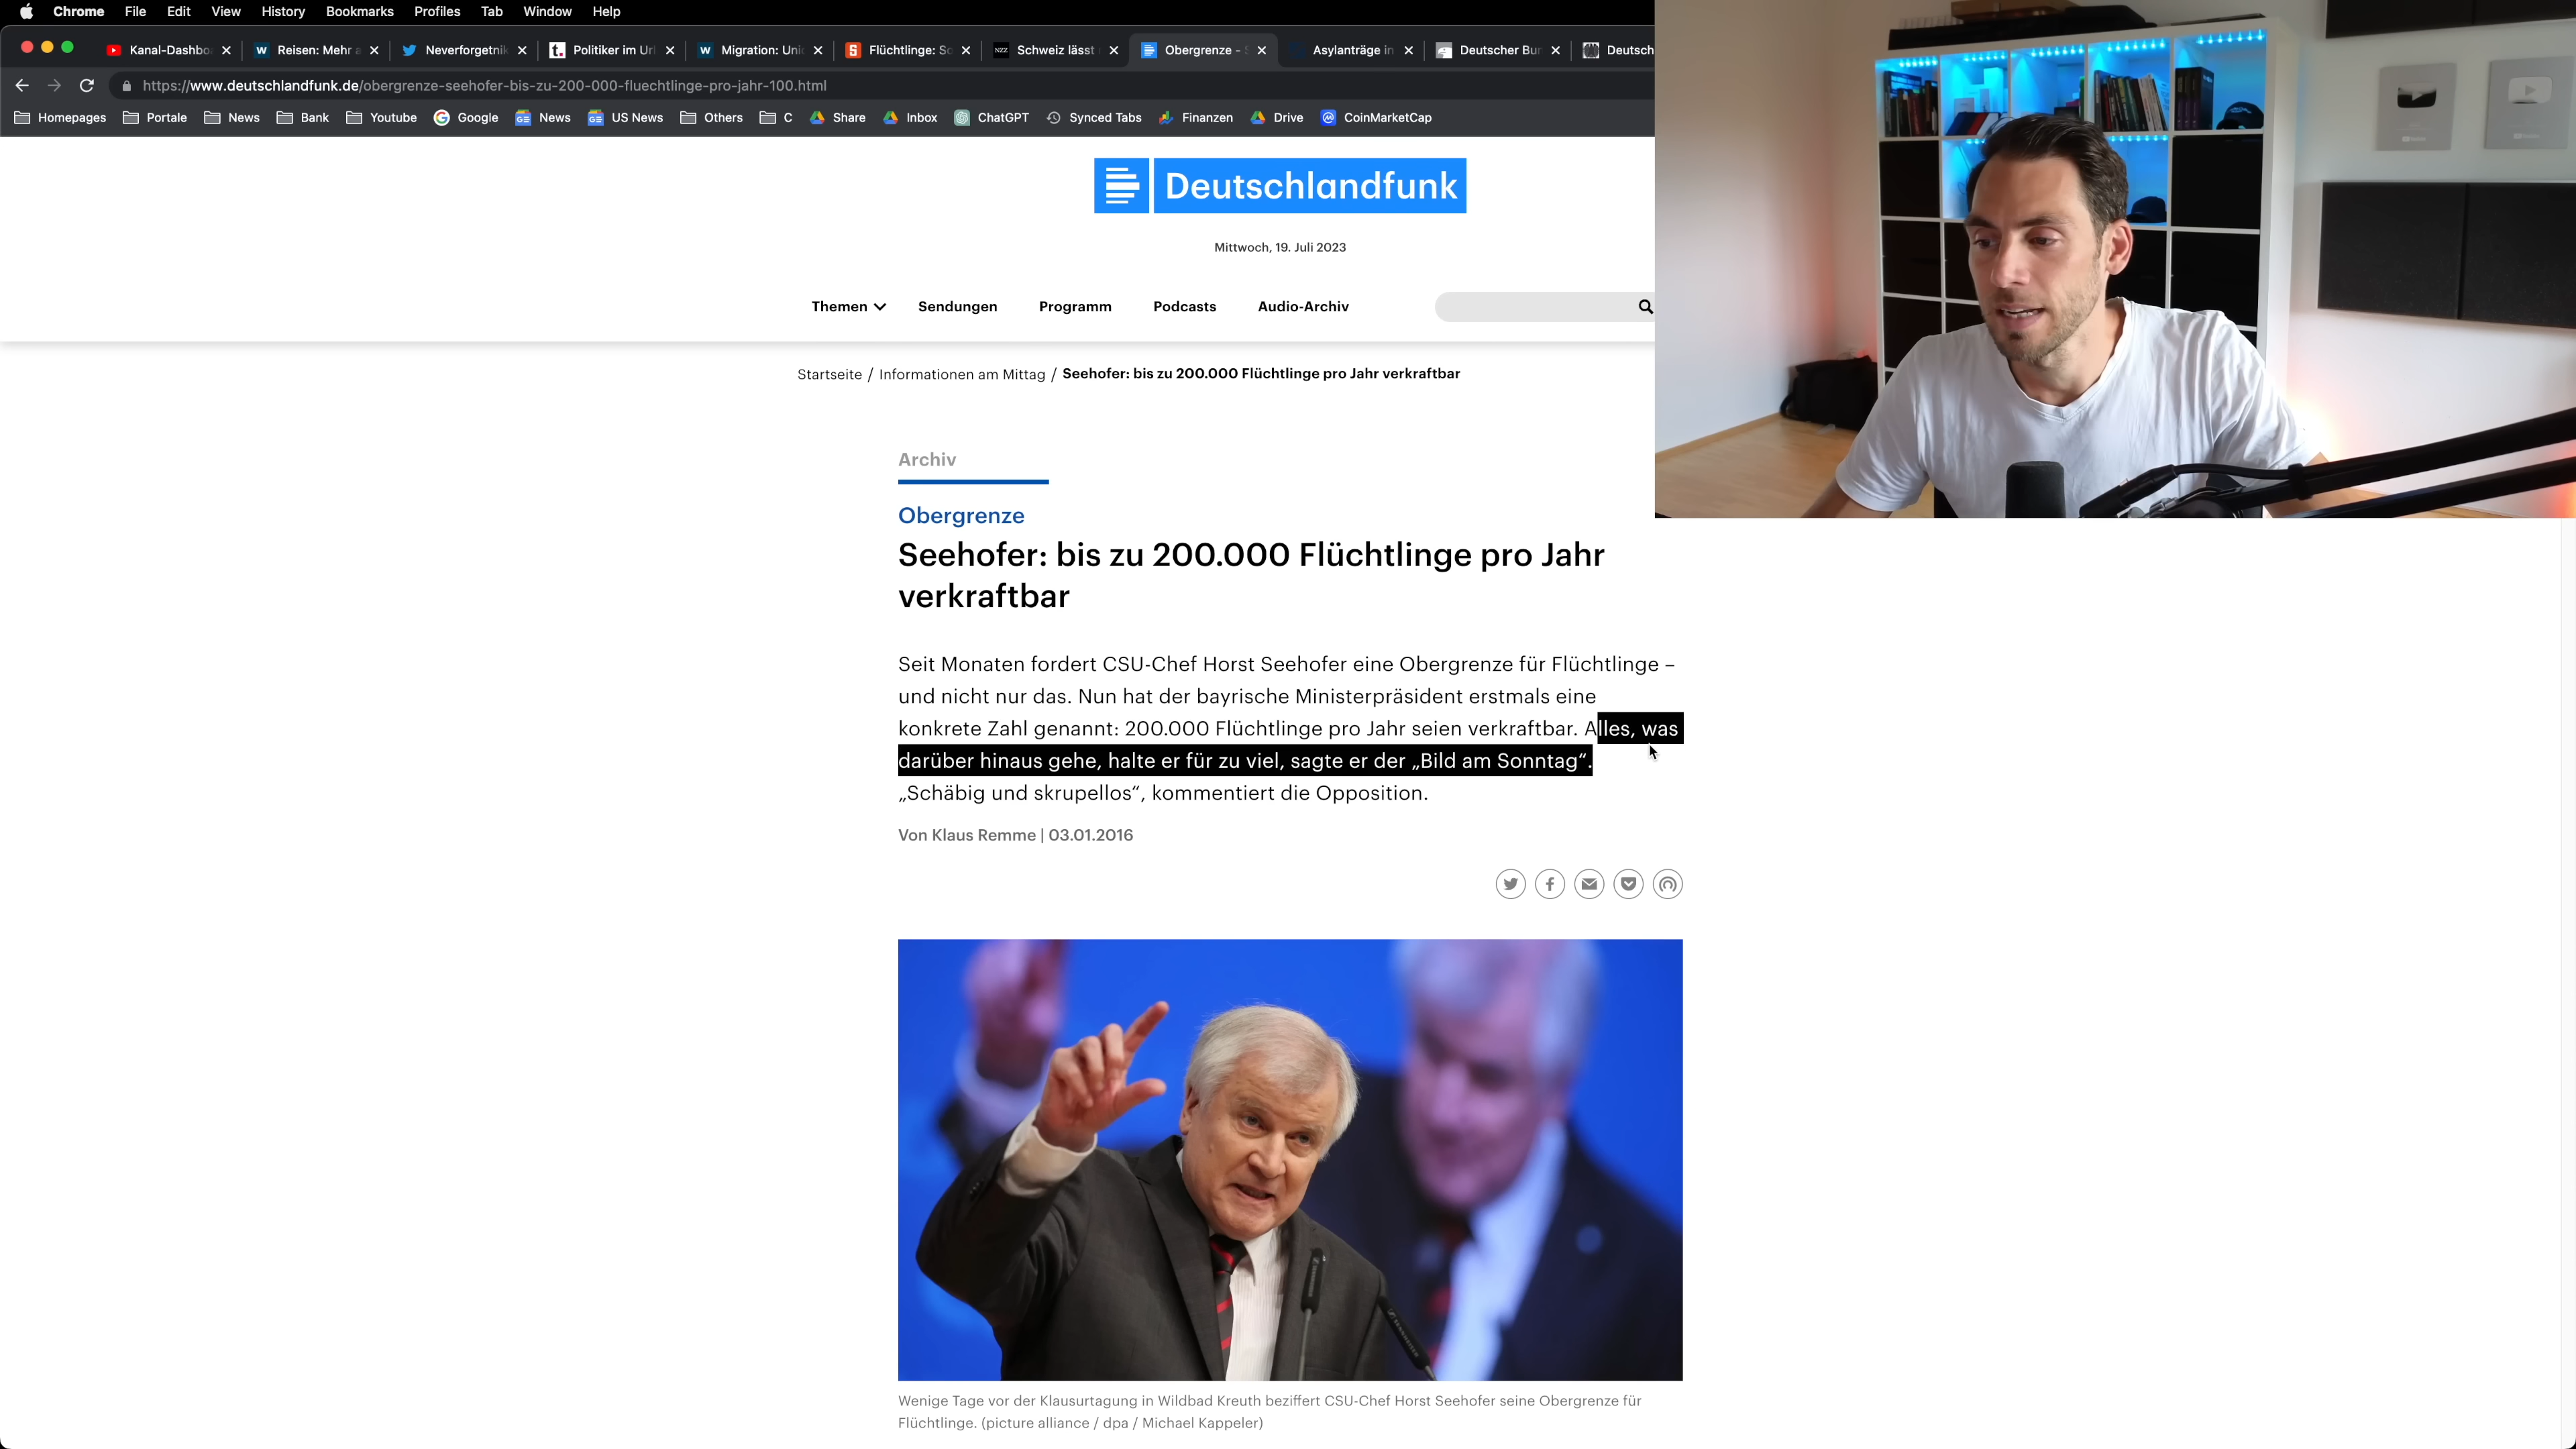 Chrome File Edit View History Bookmarks Profiles Tab Window Help
Kanal-Dashbo Reisen: Mehr a Neverforgetnik Politiker im Url Migration: Unio Flüchtlinge: So NZZ Schweiz lässt Obergrenze - S Asylanträge in Deutscher Bun Deutsch
https://www.deutschlandfunk.de/obergrenze-seehofer-bis-zu-200-000-fluechtlinge-pro-jahr-100.html
Homepages Portale News Bank Youtube Google News US News Others C Share Inbox ChatGPT Synced Tabs Finanzen Drive CoinMarketCap
Deutschlandfunk
Mittwoch, 19. Juli 2023
Themen Sendungen Programm Podcasts Audio-Archiv
Startseite / Informationen am Mittag / Seehofer: bis zu 200.000 Flüchtlinge pro Jahr verkraftbar
Archiv
Obergrenze
Seehofer: bis zu 200.000 Flüchtlinge pro Jahr
verkraftbar
Seit Monaten fordert CSU-Chef Horst Seehofer eine Obergrenze für Flüchtlinge –
und nicht nur das. Nun hat der bayrische Ministerpräsident erstmals eine
konkrete Zahl genannt: 200.000 Flüchtlinge pro Jahr seien verkraftbar. Alles, was
darüber hinaus gehe, halte er für zu viel, sagte er der „Bild am Sonntag“.
„Schäbig und skrupellos“, kommentiert die Opposition.
Von Klaus Remme | 03.01.2016
Wenige Tage vor der Klausurtagung in Wildbad Kreuth beziffert CSU-Chef Horst Seehofer seine Obergrenze für
Flüchtlinge. (picture alliance / dpa / Michael Kappeler)